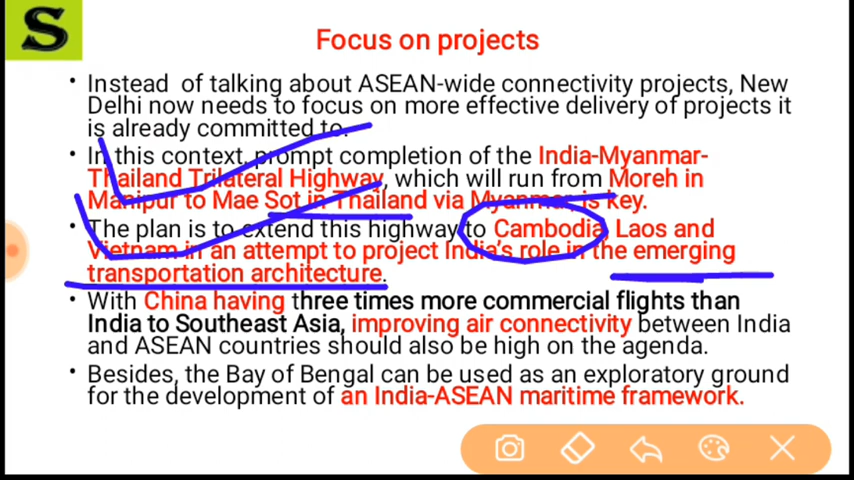 S
Focus on projects
• Instead of talking about ASEAN-wide connectivity projects, New
Delhi now needs to focus on more effective delivery of projects it
is already committed to.
• In this context, prompt completion of the India-Myanmar-
Thailand Trilateral Highway, which will run from Moreh in
Manipur to Mae Sot in Thailand via Myanmar, is key.
• The plan is to extend this highway to Cambodia, Laos and
Vietnam in an attempt to project India's role in the emerging
transportation architecture.
• With China having three times more commercial flights than
India to Southeast Asia, improving air connectivity between India
and ASEAN countries should also be high on the agenda.
• Besides, the Bay of Bengal can be used as an exploratory ground
for the development of an India-ASEAN maritime framework.